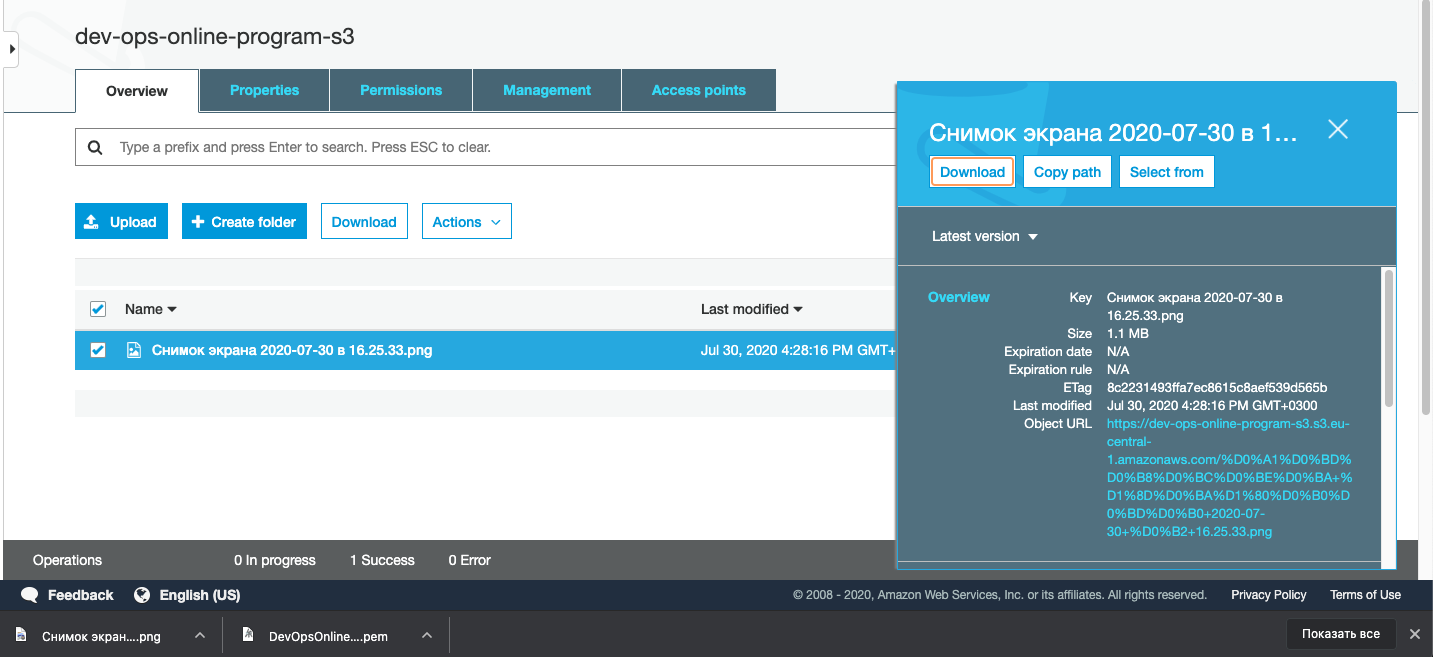 dev-ops-online-program-s3
Overview
Properties
Permissions
Management
Access points
Type a prefix and press Enter to search. Press ESC to clear.
Upload
Create folder
Download
Actions
Name
Last modified
Снимок экрана 2020-07-30 в 16.25.33.png
Jul 30, 2020 4:28:16 PM GMT+
Снимок экрана 2020-07-30 в 1...
Download
Copy path
Select from
Latest version
Overview
Key Снимок экрана 2020-07-30 в
16.25.33.png
Size 1.1 MB
Expiration date N/A
Expiration rule N/A
ETag 8c2231493ffa7ec8615c8aef539d565b
Last modified Jul 30, 2020 4:28:16 PM GMT+0300
Object URL https://dev-ops-online-program-s3.s3.eu-
central-
1.amazonaws.com/%D0%A1%D0%BD%
D0%B8%D0%BC%D0%BE%D0%BA+%
D1%8D%D0%BA%D1%80%D0%B0%D
0%BD%D0%B0+2020-07-
30+%D0%B2+16.25.33.png
Operations
0 In progress
1 Success
0 Error
Feedback
English (US)
© 2008 - 2020, Amazon Web Services, Inc. or its affiliates. All rights reserved.
Privacy Policy
Terms of Use
Снимок экран....png
DevOpsOnline....pem
Показать все